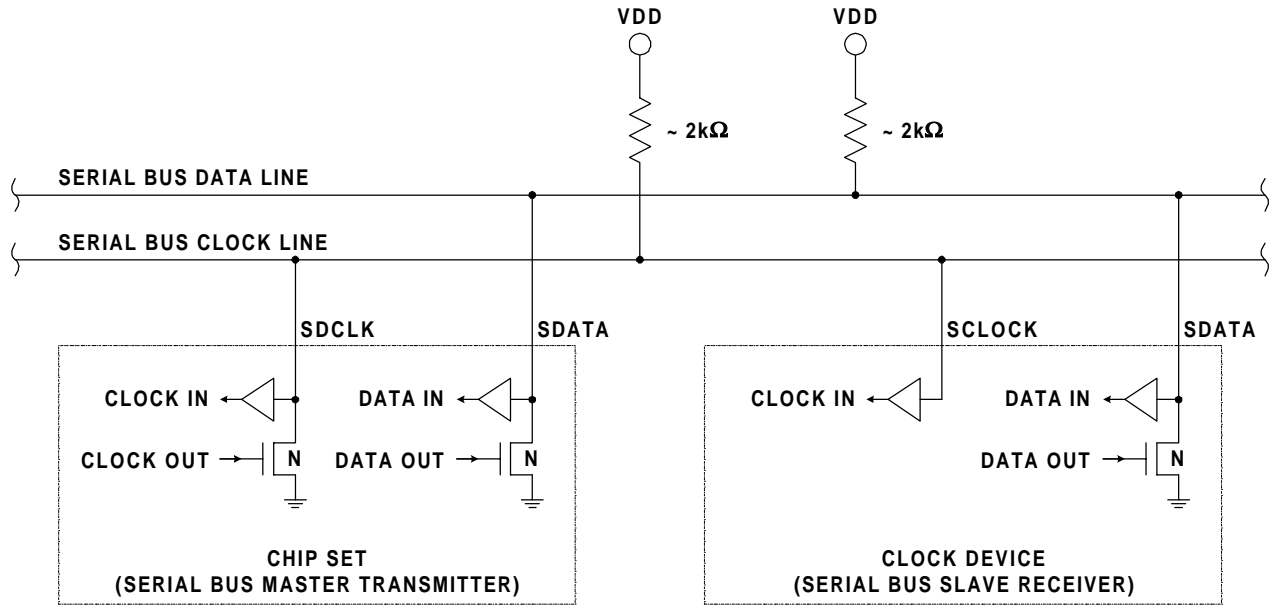 VDD
VDD
~ 2kΩ
~ 2kΩ
SERIAL BUS DATA LINE
SERIAL BUS CLOCK LINE
SDCLK
SDATA
SCLOCK
SDATA
CLOCK IN
DATA IN
CLOCK IN
DATA IN
CLOCK OUT
N
DATA OUT
N
DATA OUT
N
CHIP SET
(SERIAL BUS MASTER TRANSMITTER)
CLOCK DEVICE
(SERIAL BUS SLAVE RECEIVER)